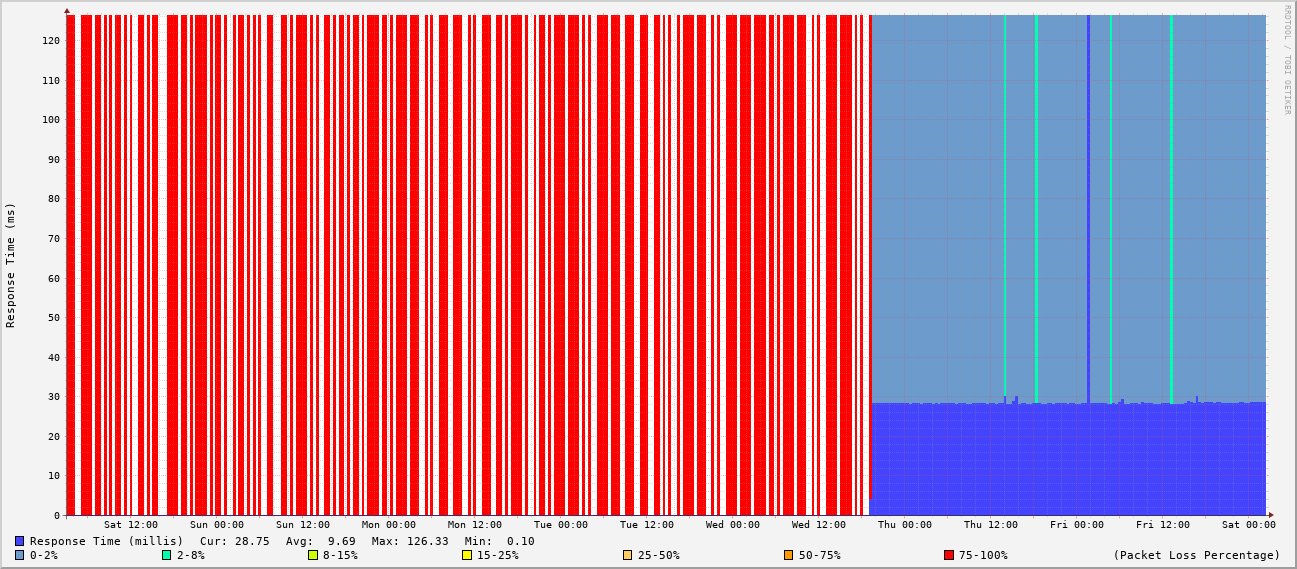 RRDTOOL / TOBI OETIKER
Response Time (ms)
120
110
100
90
80
70
60
50
40
30
20
10
0
Sat 12:00 Sun 00:00 Sun 12:00 Mon 00:00 Mon 12:00 Tue 00:00 Tue 12:00 Wed 00:00 Wed 12:00 Thu 00:00 Thu 12:00 Fri 00:00 Fri 12:00 Sat 00:00
Response Time (millis) Cur: 28.75 Avg: 9.69 Max: 126.33 Min: 0.10
0-2% 2-8% 8-15% 15-25% 25-50% 50-75% 75-100% (Packet Loss Percentage)